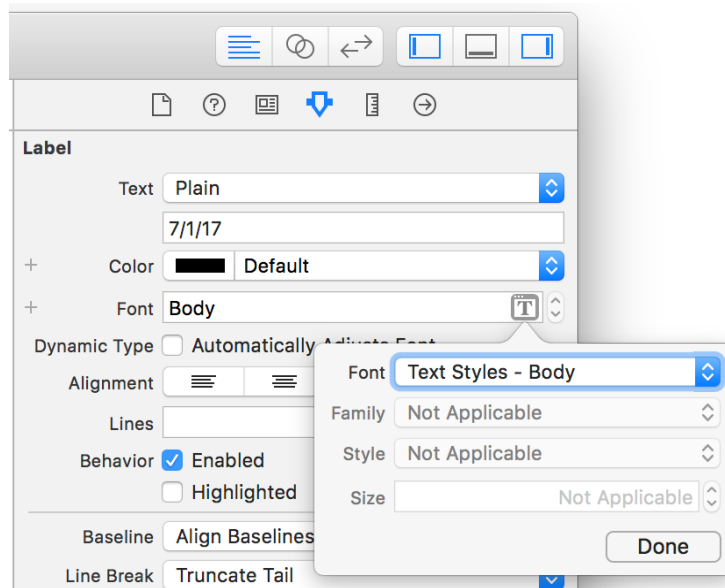 Label
Text Plain
7/1/17
Color Default
Font Body T
Dynamic Type Automatically Adjusts Font
Font Text Styles - Body
Alignment
Family Not Applicable
Lines
Style Not Applicable
Behavior Enabled
Highlighted
Size Not Applicable
Baseline Align Baselines
Done
Line Break Truncate Tail